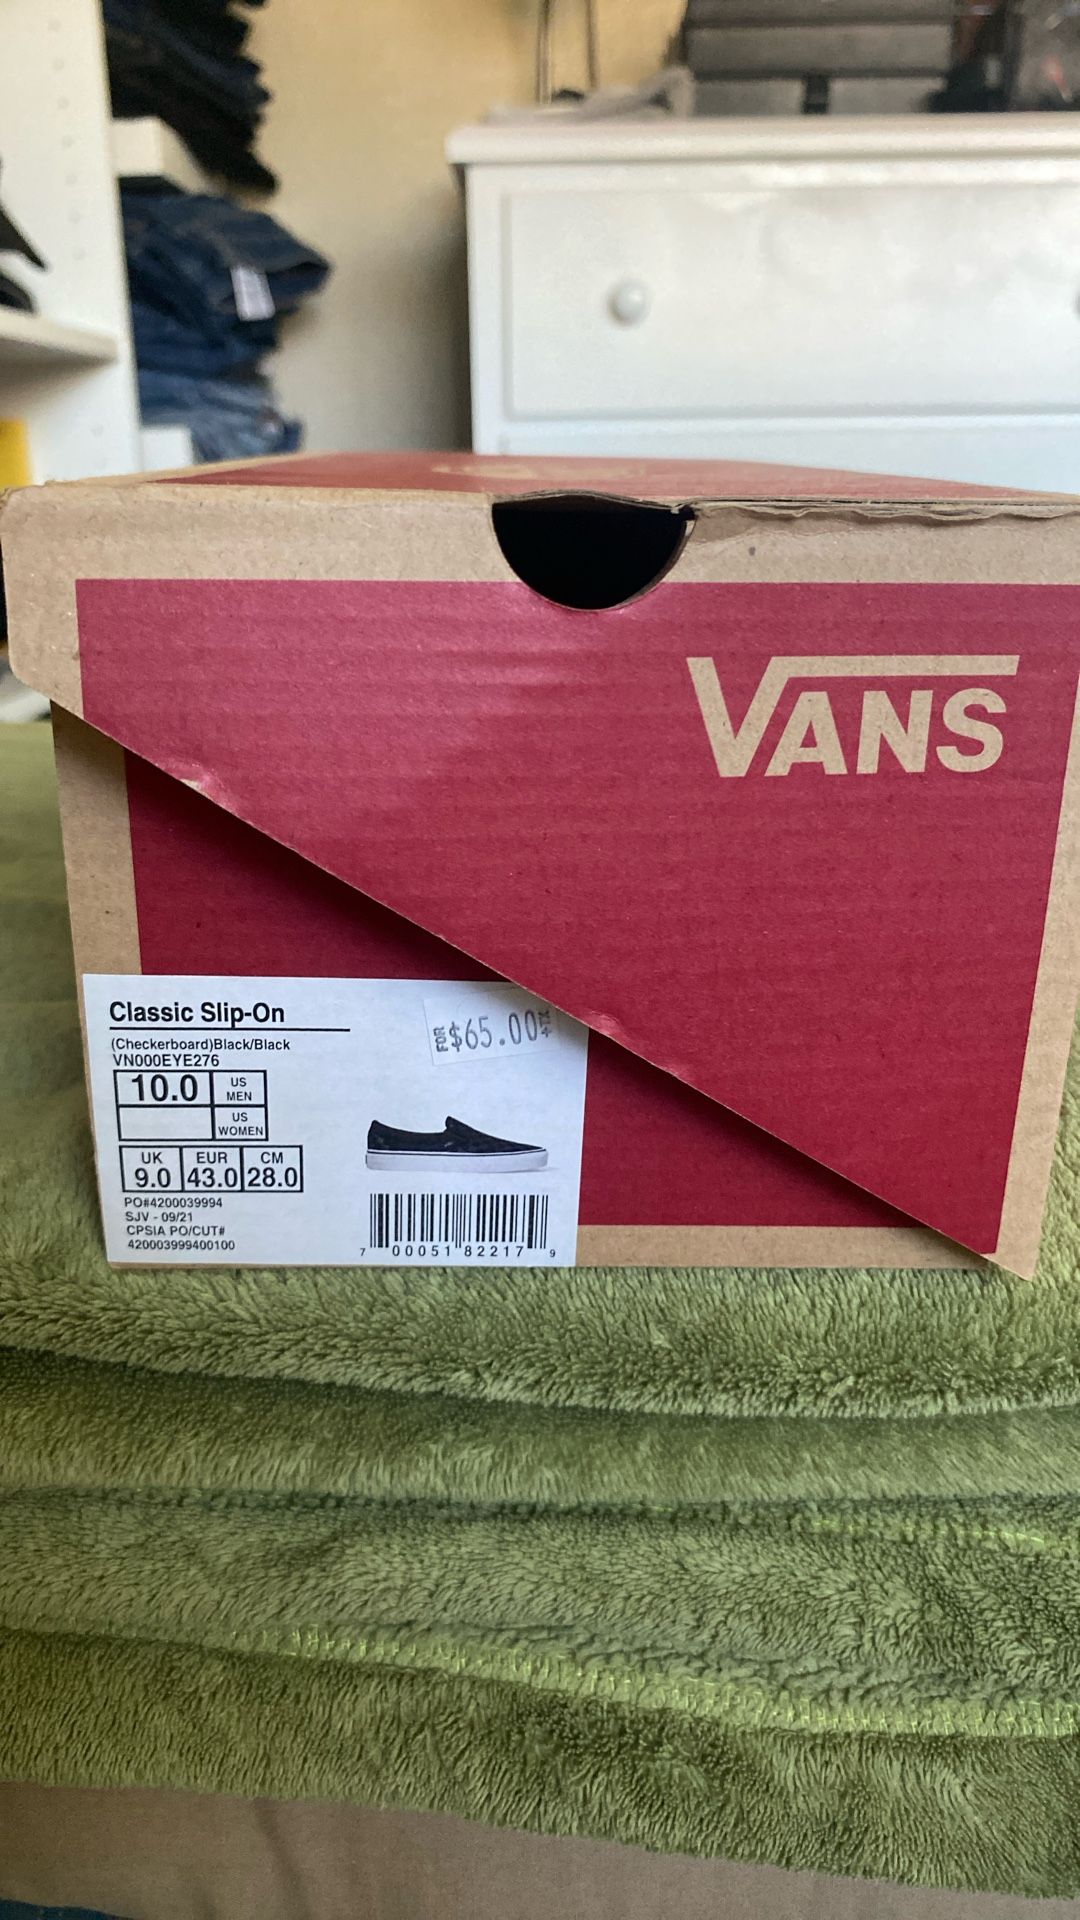 VANS
Classic Slip-On
FOR $65.00 +TX
(Checkerboard)Black/Black
VN000EYE276
10.0 US MEN
US WOMEN
UK 9.0 EUR 43.0 CM 28.0
PO#4200039994
SJV - 09/21
CPSIA PO/CUT#
420003999400100
7 00051 82217 9